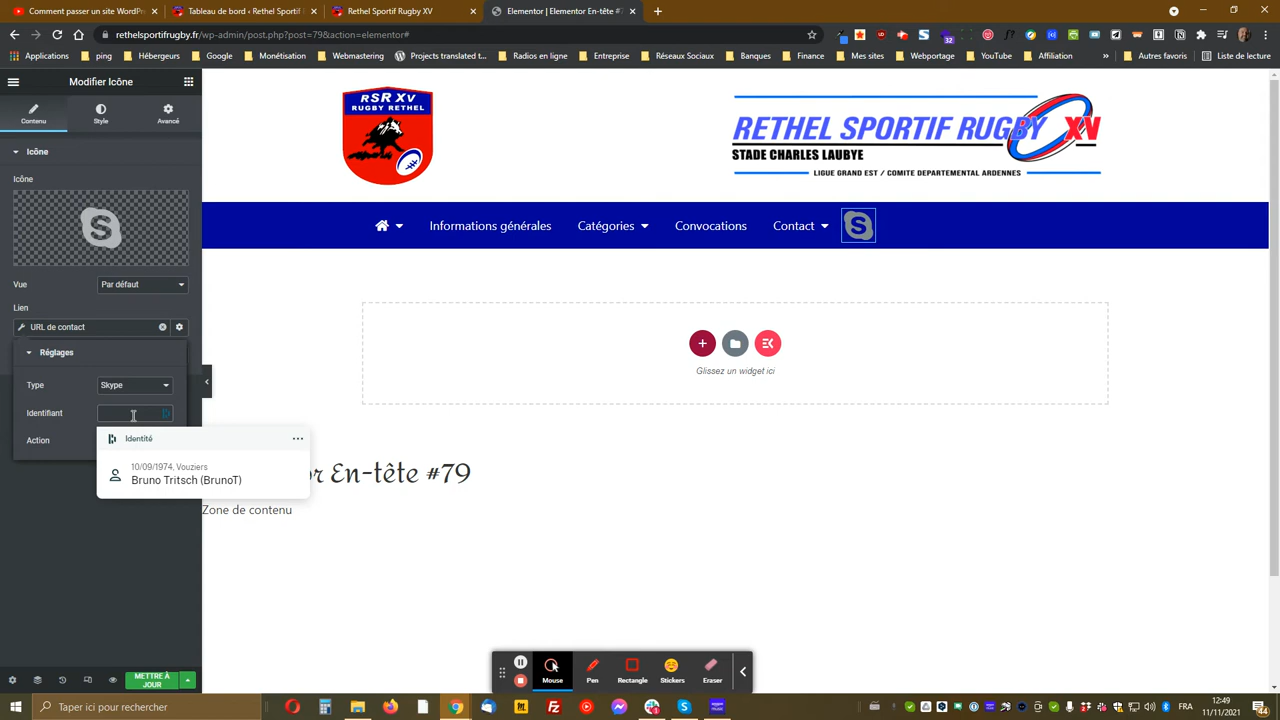 Comment passer un site WordP
Tableau de bord ‹ Rethel Sportif
Rethel Sportif Rugby XV
Elementor | Elementor En-tête #79
rethelsportifrugby.fr/wp-admin/post.php?post=79&action=elementor#
32
Applications
ping
Hébergeurs
Google
Monétisation
Webmastering
Projects translated t...
Radios en ligne
Entreprise
Réseaux Sociaux
Banques
Finance
Mes sites
Webportage
YouTube
Affiliation
»
Autres favoris
Liste de lecture
Modifier Icône
Contenu
Style
Avancé
Icône
Icône
Vue
Par défaut
Lien
URL de contact
Réglages
Type
Skype
Identifiant
Action
Identité
10/09/1974, Vouziers
Bruno Tritsch (BrunoT)
METTRE À
JOUR
RSR XV
RUGBY RETHEL
RETHEL SPORTIF RUGBY XV
STADE CHARLES LAUBYE
LIGUE GRAND EST / COMITE DEPARTEMENTAL ARDENNES
Informations générales
Catégories
Convocations
Contact
Glissez un widget ici
or En-tête #79
Zone de contenu
Mouse
Pen
Rectangle
Stickers
Eraser
Taper ici pour rechercher
FRA
12:49
11/11/2021
44